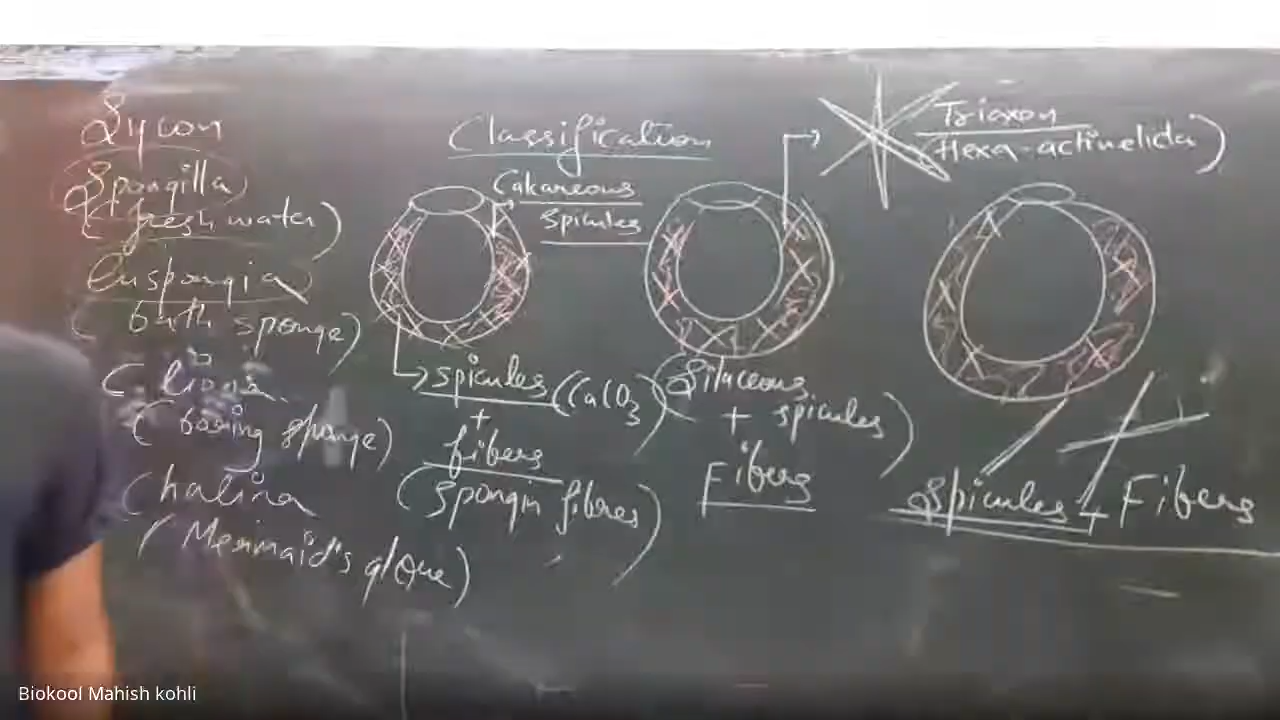 Sycon
Spongilla
(fresh water)
Euspongia
(bath sponge)
Cliona
(boring sponge)
Chalina
(Mermaid's glove)
Classification
Calcareous
spicules
spicules (CaCO3)
+
fibers
(spongin fibres)
Silaceous
+ spicules)
Fibers
Triaxon
(Hexa-actinelida)
Spicules + Fibers
Biokool Mahish kohli